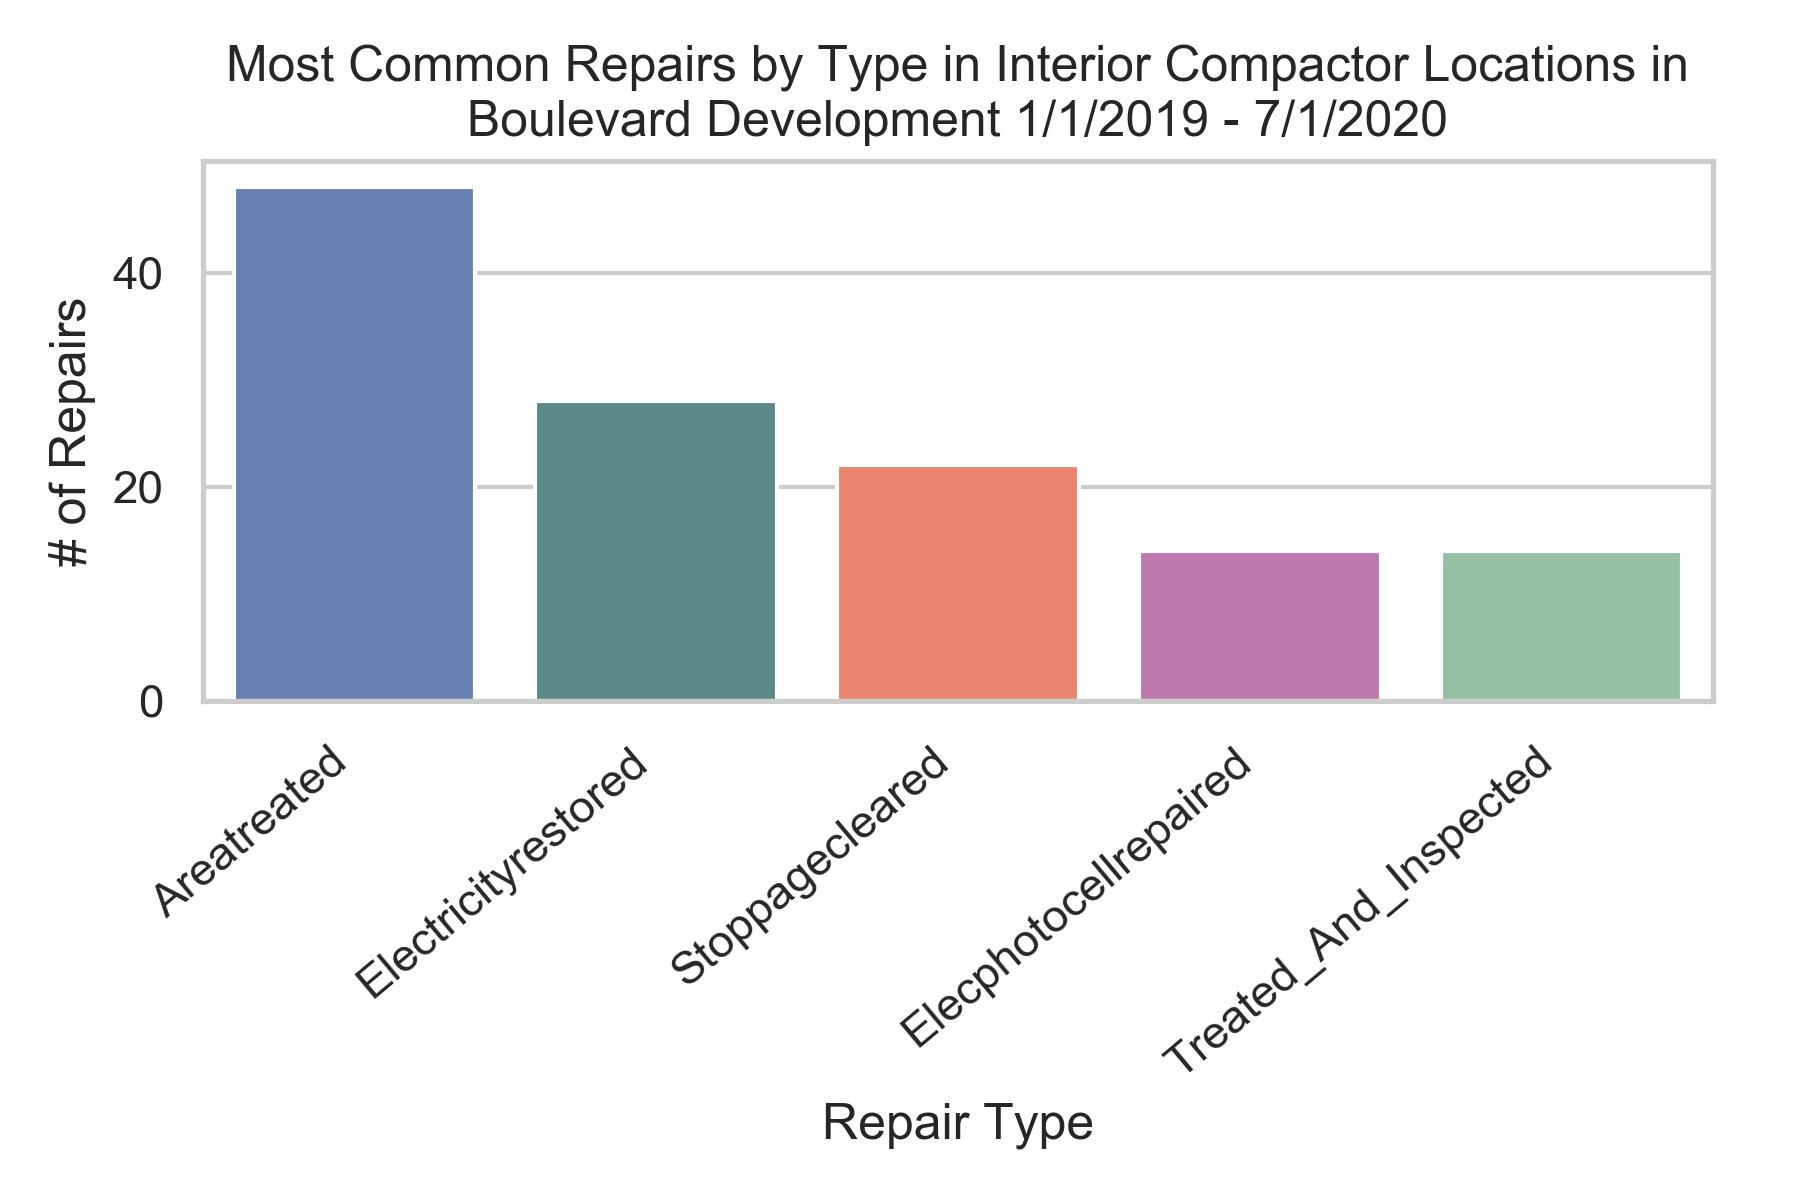 Most Common Repairs by Type in Interior Compactor Locations in
Boulevard Development 1/1/2019 - 7/1/2020
# of Repairs
40
20
0
Areatreated
Electricityrestored
Stoppagecleared
Elecphotocellrepaired
Treated_And_Inspected
Repair Type